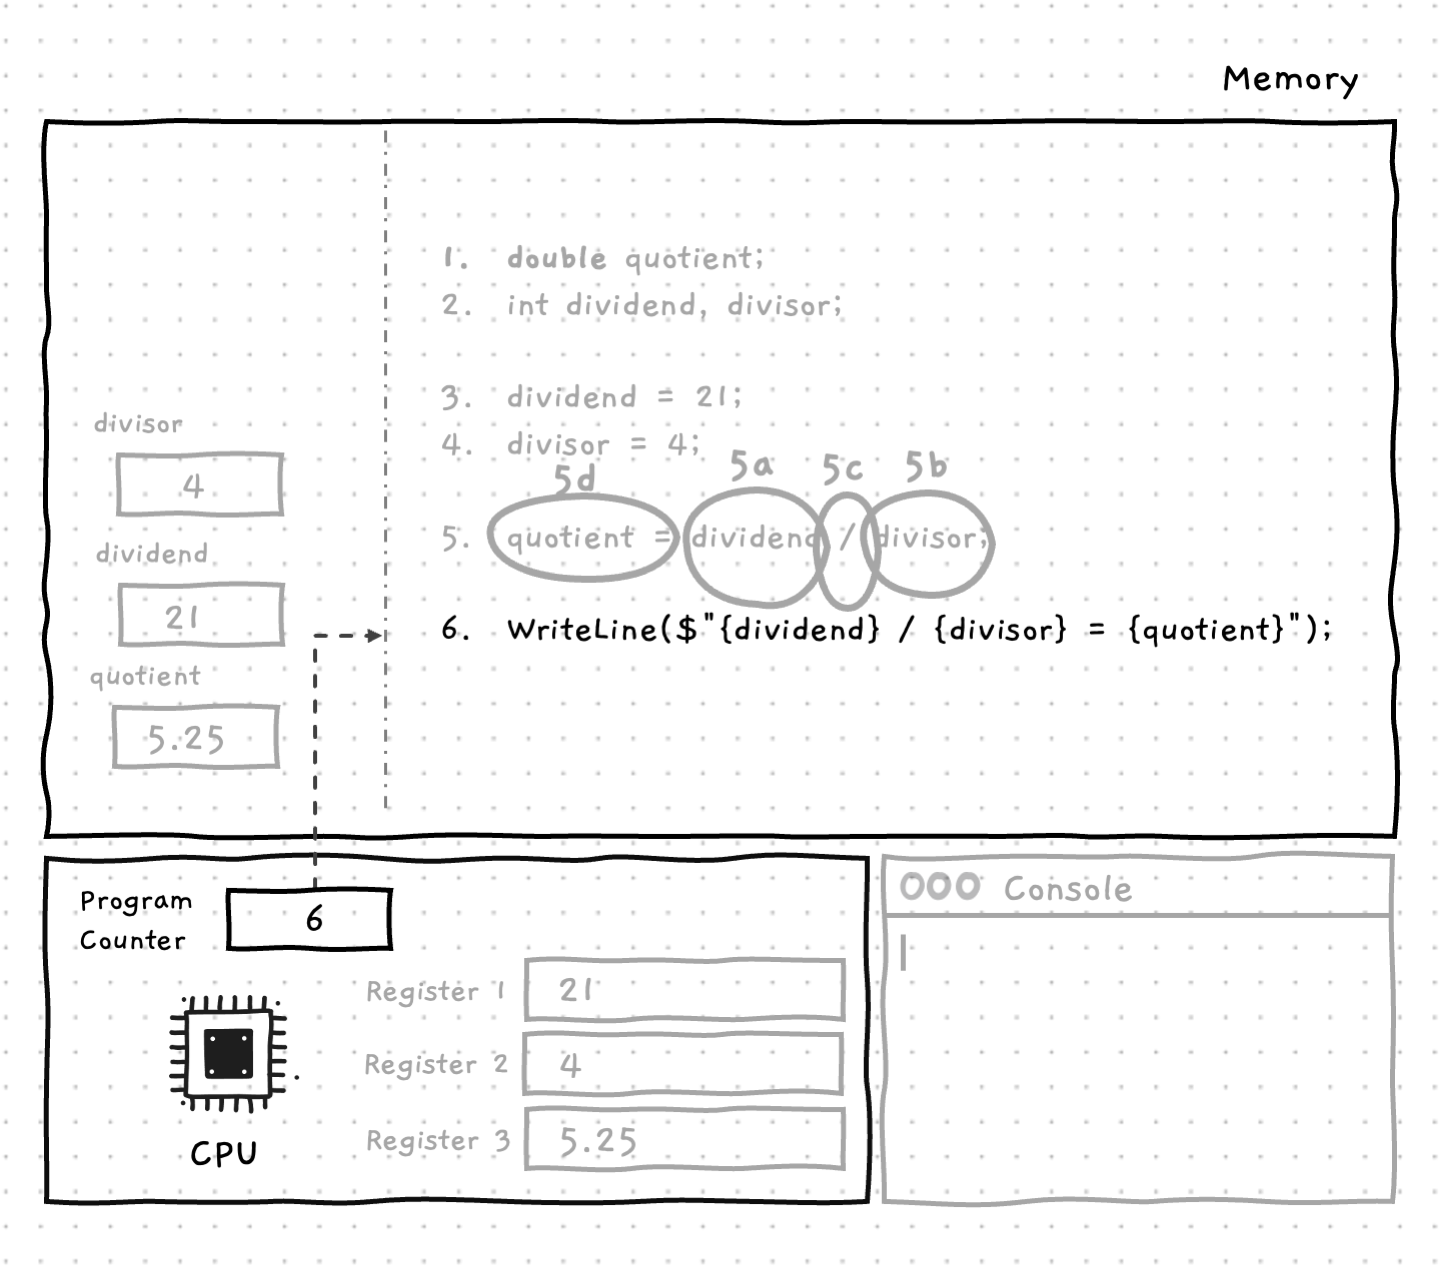 Memory
1. double quotient;
2. int dividend, divisor;
3. dividend = 21;
4. divisor = 4;
5d 5a 5c 5b
5. quotient = dividend / divisor;
6. WriteLine($"{dividend} / {divisor} = {quotient}");
divisor
4
dividend
21
quotient
5.25
Program
Counter
6
CPU
Register 1 21
Register 2 4
Register 3 5.25
Console